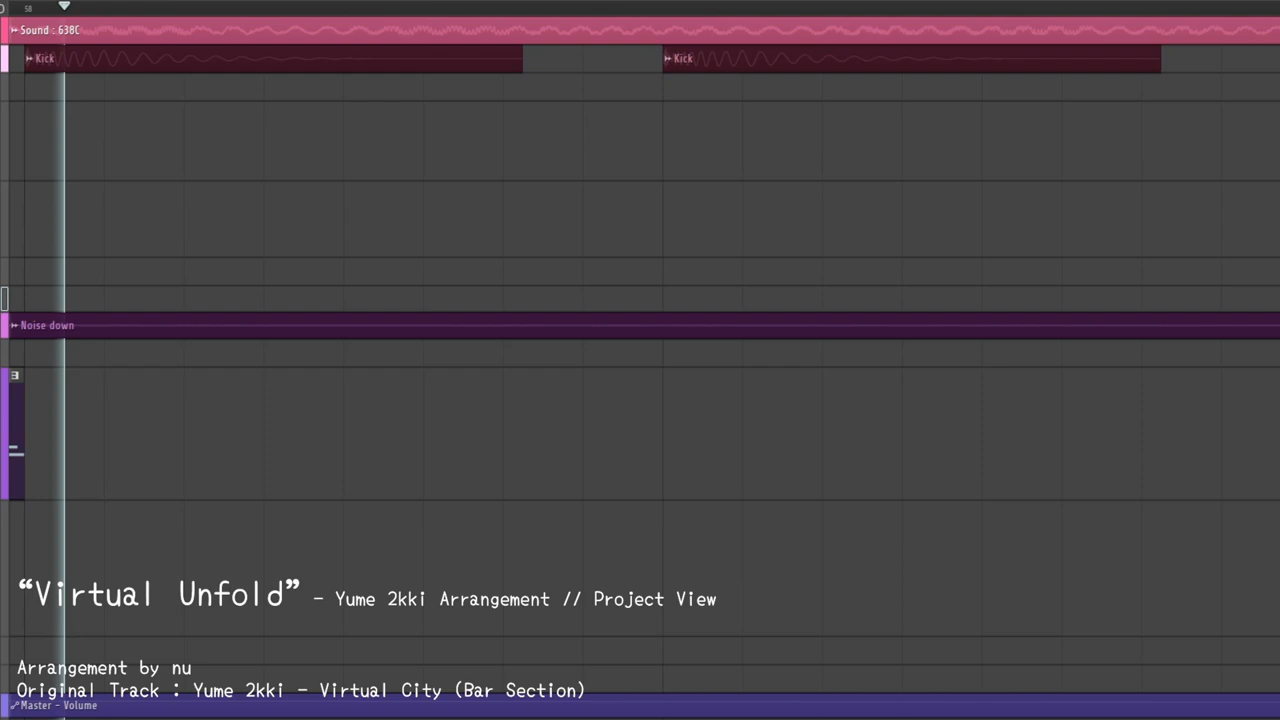 58
Sound : 638C
Kick Kick
Noise down
“Virtual Unfold” - Yume 2kki Arrangement // Project View
Arrangement by nu
Original Track : Yume 2kki - Virtual City (Bar Section)
Master - Volume